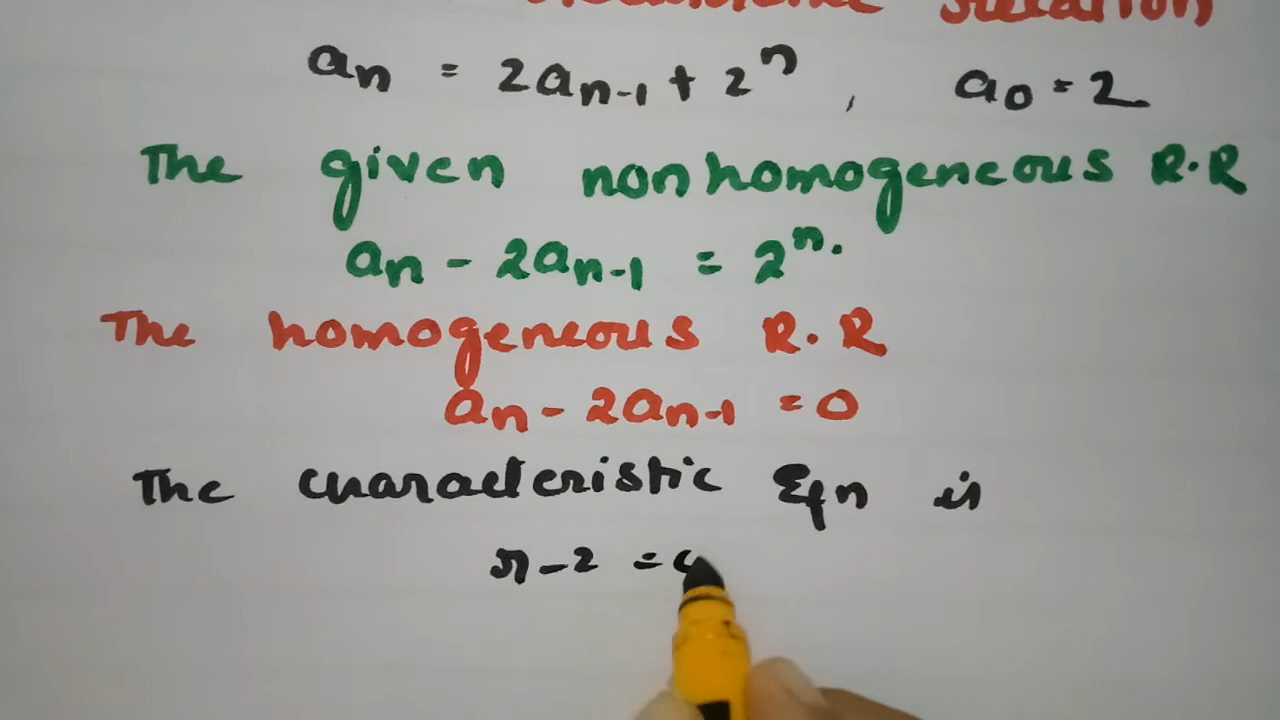 relation
aₙ = 2aₙ₋₁ + 2ⁿ , a₀ = 2
The given nonhomogeneous R.R
aₙ - 2aₙ₋₁ = 2ⁿ.
The homogeneous R.R
aₙ - 2aₙ₋₁ = 0
The characteristic Eqn is
r - 2 =